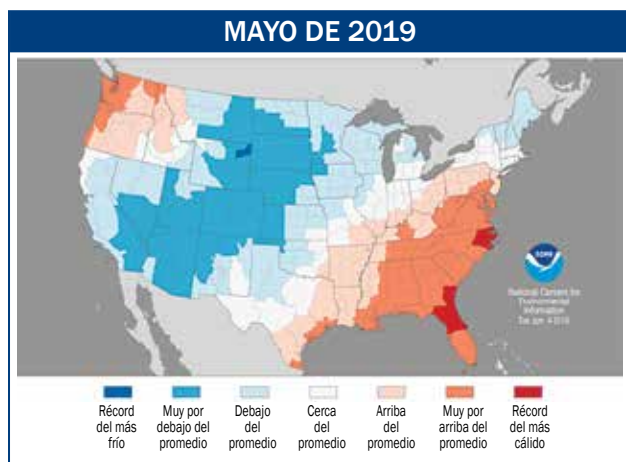 MAYO DE 2019
NOAA
National Centers for
Environmental
Information
Récord del más frío
Muy por debajo del promedio
Debajo del promedio
Cerca del promedio
Arriba del promedio
Muy por arriba del promedio
Récord del más cálido